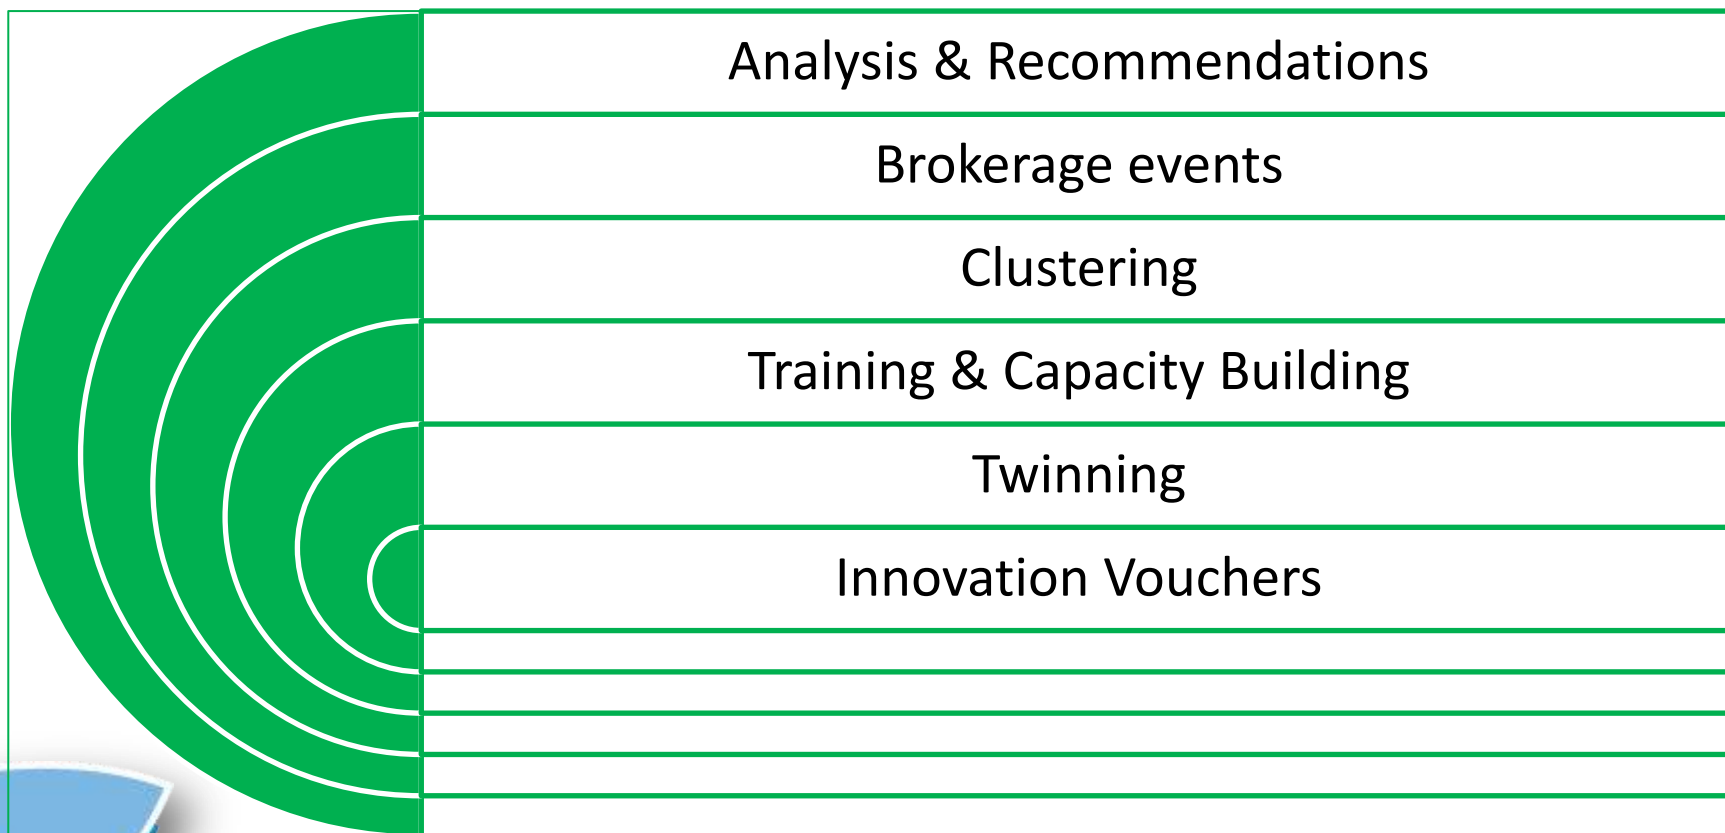 Analysis & Recommendations
Brokerage events
Clustering
Training & Capacity Building
Twinning
Innovation Vouchers